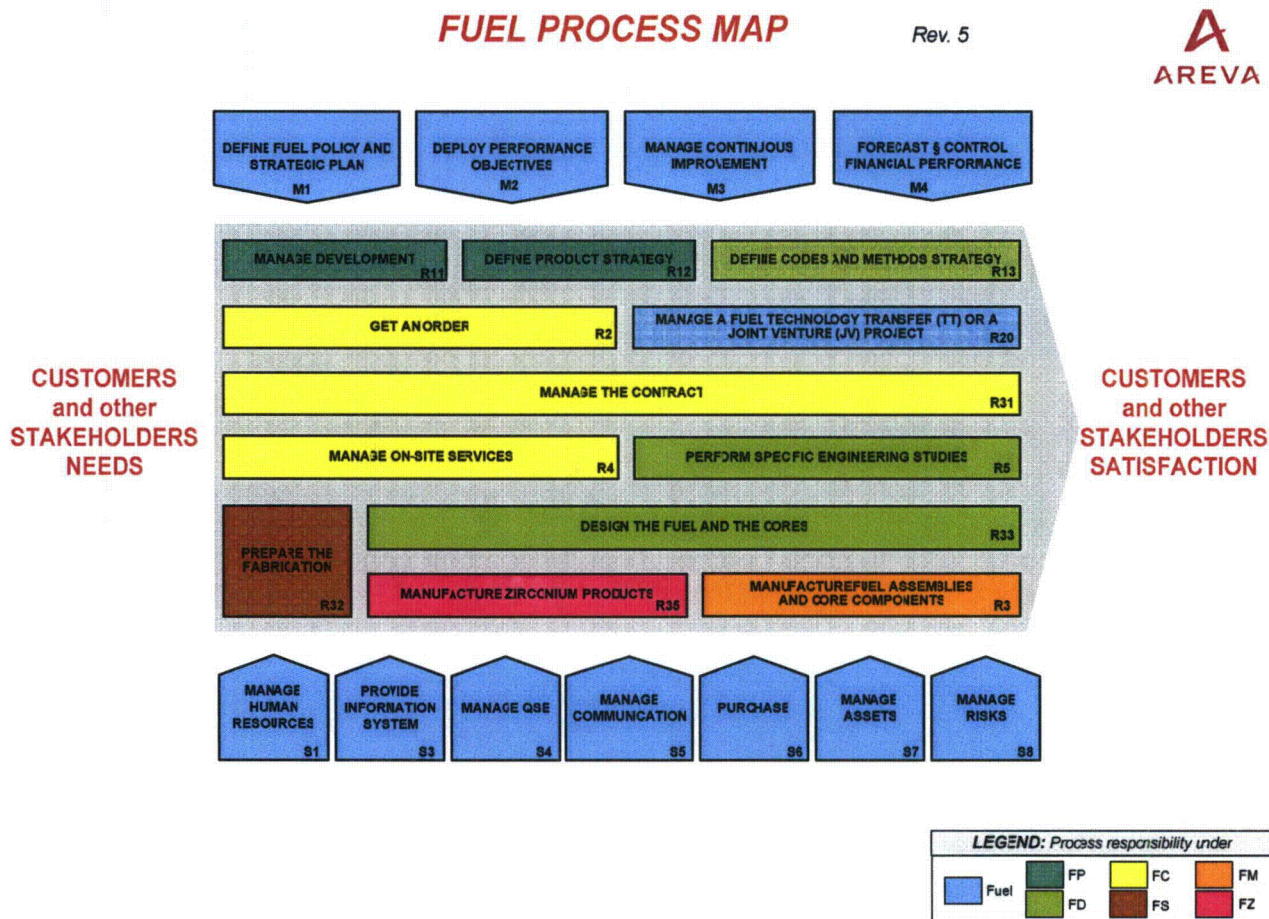 FUEL PROCESS MAP
Rev. 5
AREVA
DEFINE FUEL POLICY AND
STRATEGIC PLAN
M1
DEPLOY PERFORMANCE
OBJECTIVES
M2
MANAGE CONTINUOUS
IMPROVEMENT
M3
FORECAST & CONTROL
FINANCIAL PERFORMANCE
M4
MANAGE DEVELOPMENT
R11
DEFINE PRODUCT STRATEGY
R12
DEFINE CODES AND METHODS STRATEGY
R13
GET AN ORDER
R2
MANAGE A FUEL TECHNOLOGY TRANSFER (TT) OR A
JOINT VENTURE (JV) PROJECT
R20
CUSTOMERS
and other
STAKEHOLDERS
NEEDS
MANAGE THE CONTRACT
R31
CUSTOMERS
and other
STAKEHOLDERS
SATISFACTION
MANAGE ON-SITE SERVICES
R4
PERFORM SPECIFIC ENGINEERING STUDIES
R5
PREPARE THE
FABRICATION
R32
DESIGN THE FUEL AND THE CORES
R33
MANUFACTURE ZIRCONIUM PRODUCTS
R35
MANUFACTURE FUEL ASSEMBLIES
AND CORE COMPONENTS
R3
MANAGE
HUMAN
RESOURCES
S1
PROVIDE
INFORMATION
SYSTEM
S3
MANAGE QSE
S4
MANAGE
COMMUNICATION
S5
PURCHASE
S6
MANAGE
ASSETS
S7
MANAGE
RISKS
S8
LEGEND: Process responsibility under
Fuel
FP
FC
FM
FD
FS
FZ